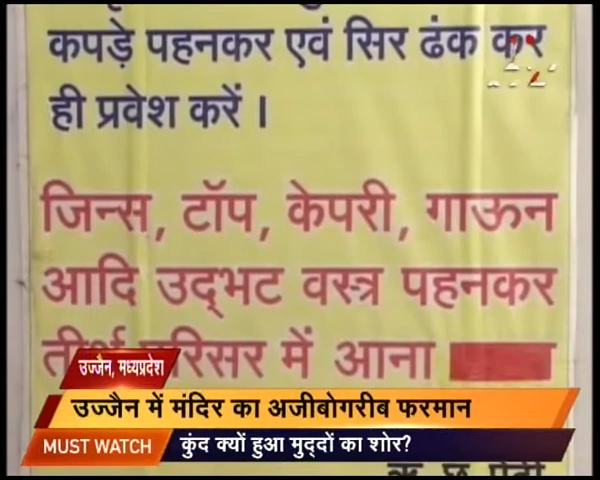 कपड़े पहनकर एवं सिर ढंक कर
ही प्रवेश करें ।
जिन्स, टॉप, केपरी, गाऊन
आदि उद्‌भट वस्त्र पहनकर
परिसर में आना
उज्जैन, मध्यप्रदेश
उज्जैन में मंदिर का अजीबोगरीब फरमान
MUST WATCH
कुंद क्यों हुआ मुद्दों का शोर?